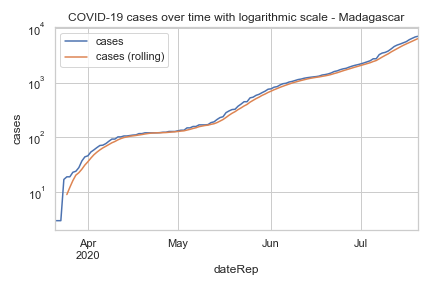 COVID-19 cases over time with logarithmic scale - Madagascar
cases
cases (rolling)
cases
10^4
10^3
10^2
10^1
Apr
2020
May
Jun
Jul
dateRep